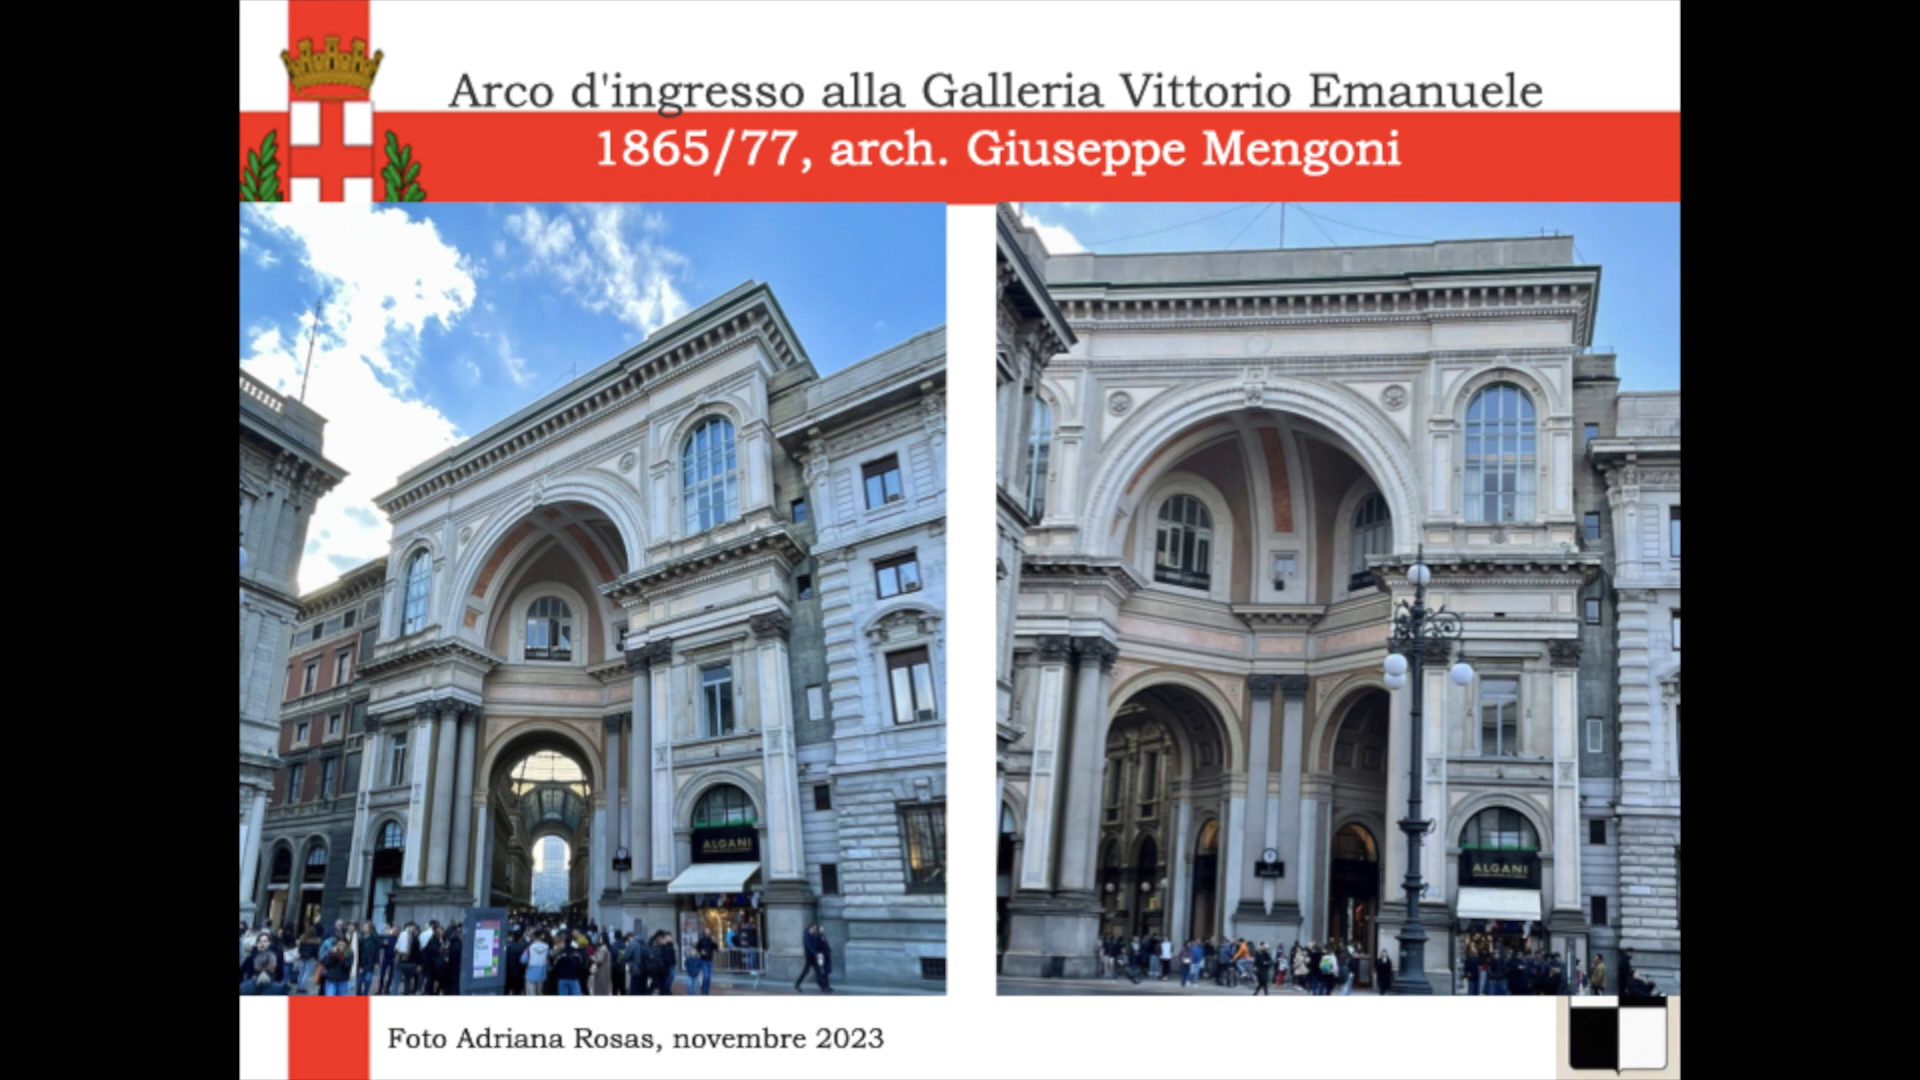 Arco d'ingresso alla Galleria Vittorio Emanuele
1865/77, arch. Giuseppe Mengoni
ALGANI
ALGANI
Foto Adriana Rosas, novembre 2023